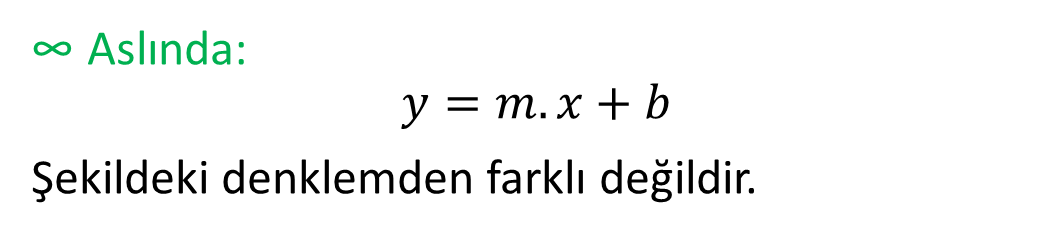 ∞ Aslında:
y = m.x + b
Şekildeki denklemden farklı değildir.